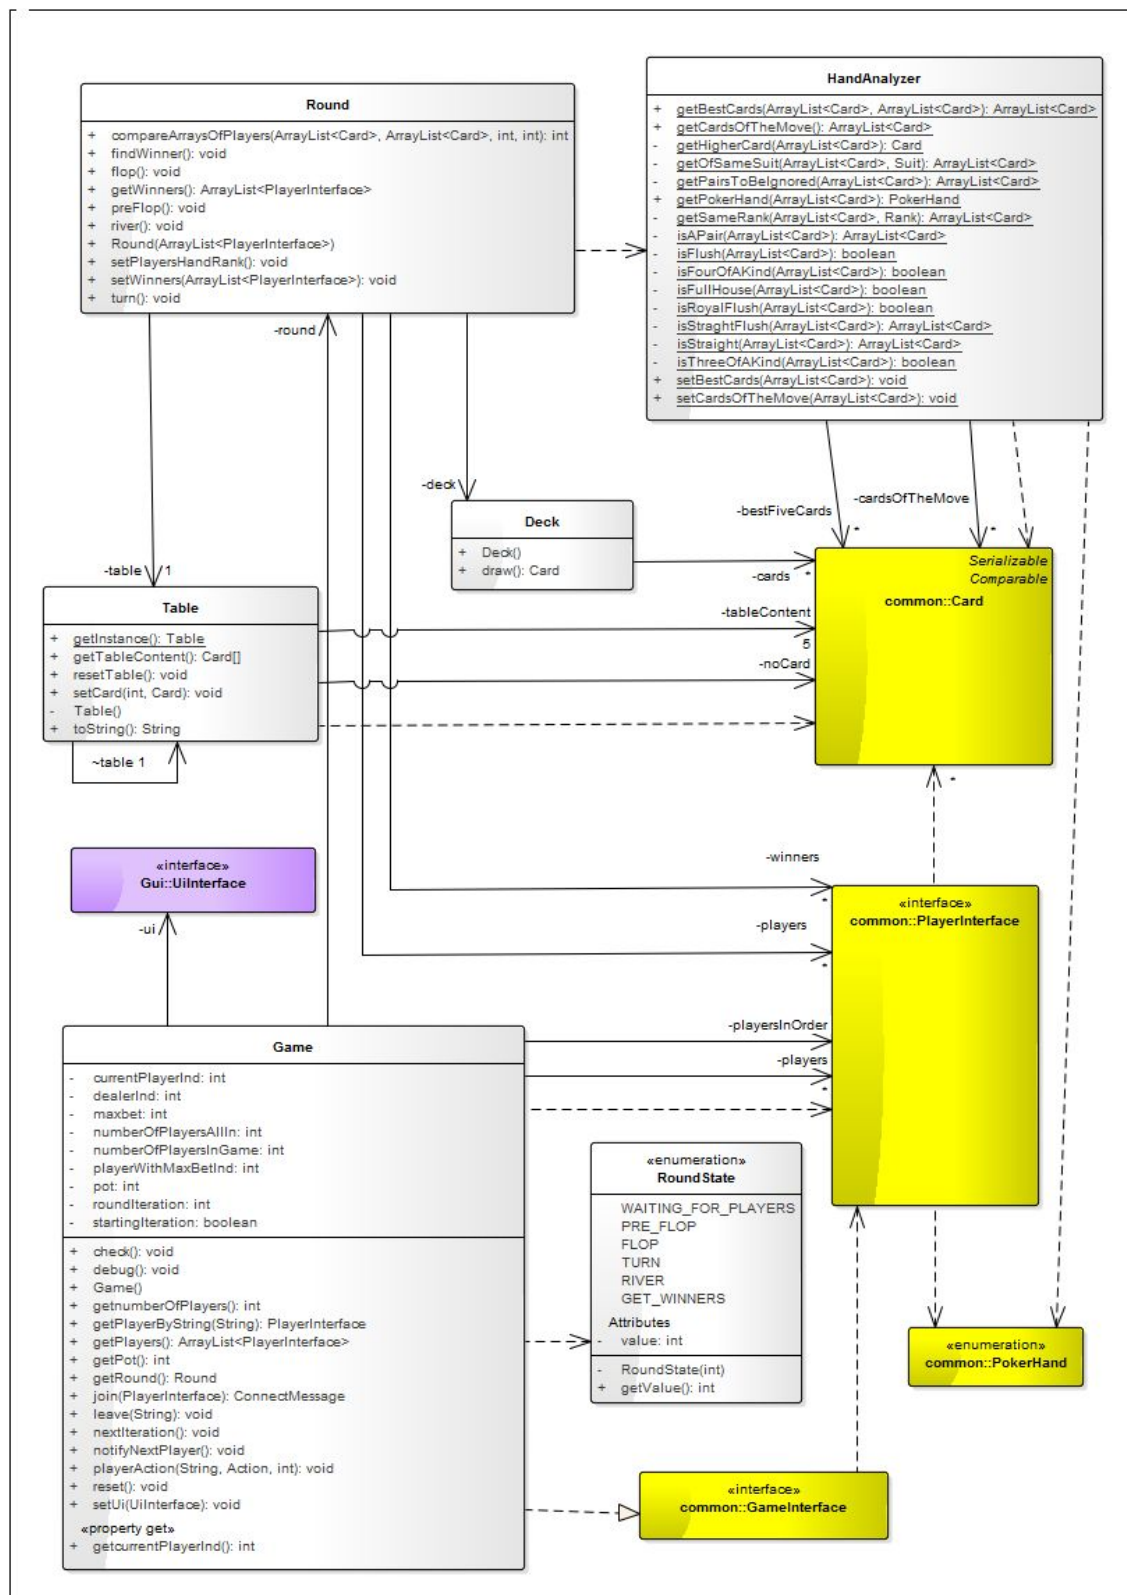 Round
+ compareArraysOfPlayers(ArrayList<Card>, ArrayList<Card>, int, int): int
+ findWinner(): void
+ flop(): void
+ getWinners(): ArrayList<PlayerInterface>
+ preFlop(): void
+ river(): void
+ Round(ArrayList<PlayerInterface>)
+ setPlayersHandRank(): void
+ setWinners(ArrayList<PlayerInterface>): void
+ turn(): void
HandAnalyzer
+ getBestCards(ArrayList<Card>, ArrayList<Card>): ArrayList<Card>
+ getCardsOfTheMove(): ArrayList<Card>
- getHigherCard(ArrayList<Card>): Card
- getOfSameSuit(ArrayList<Card>, Suit): ArrayList<Card>
- getPairsToBeIgnored(ArrayList<Card>): ArrayList<Card>
+ getPokerHand(ArrayList<Card>): PokerHand
- getSameRank(ArrayList<Card>, Rank): ArrayList<Card>
- isAPair(ArrayList<Card>): ArrayList<Card>
- isFlush(ArrayList<Card>): boolean
- isFourOfAKind(ArrayList<Card>): boolean
- isFullHouse(ArrayList<Card>): boolean
- isRoyalFlush(ArrayList<Card>): boolean
- isStraghtFlush(ArrayList<Card>): ArrayList<Card>
- isStraight(ArrayList<Card>): ArrayList<Card>
- isThreeOfAKind(ArrayList<Card>): boolean
+ setBestCards(ArrayList<Card>): void
+ setCardsOfTheMove(ArrayList<Card>): void
-round
-deck
-bestFiveCards
*
-cardsOfTheMove
*
Deck
+ Deck()
+ draw(): Card
-cards
*
Serializable
Comparable
common::Card
-table 1
Table
+ getInstance(): Table
+ getTableContent(): Card[]
+ resetTable(): void
+ setCard(int, Card): void
- Table()
+ toString(): String
~table 1
-tableContent
5
-noCard
*
«interface»
Gui::UiInterface
-ui
-winners
*
-players
*
«interface»
common::PlayerInterface
-playersInOrder
-players
*
Game
- currentPlayerInd: int
- dealerInd: int
- maxbet: int
- numberOfPlayersAllIn: int
- numberOfPlayersInGame: int
- playerWithMaxBetInd: int
- pot: int
- roundIteration: int
- startingIteration: boolean
+ check(): void
+ debug(): void
+ Game()
+ getnumberOfPlayers(): int
+ getPlayerByString(String): PlayerInterface
+ getPlayers(): ArrayList<PlayerInterface>
+ getPot(): int
+ getRound(): Round
+ join(PlayerInterface): ConnectMessage
+ leave(String): void
+ nextIteration(): void
+ notifyNextPlayer(): void
+ playerAction(String, Action, int): void
+ reset(): void
+ setUi(UiInterface): void
«property get»
+ getcurrentPlayerInd(): int
«enumeration»
RoundState
WAITING_FOR_PLAYERS
PRE_FLOP
FLOP
TURN
RIVER
GET_WINNERS
Attributes
- value: int
- RoundState(int)
+ getValue(): int
«enumeration»
common::PokerHand
«interface»
common::GameInterface